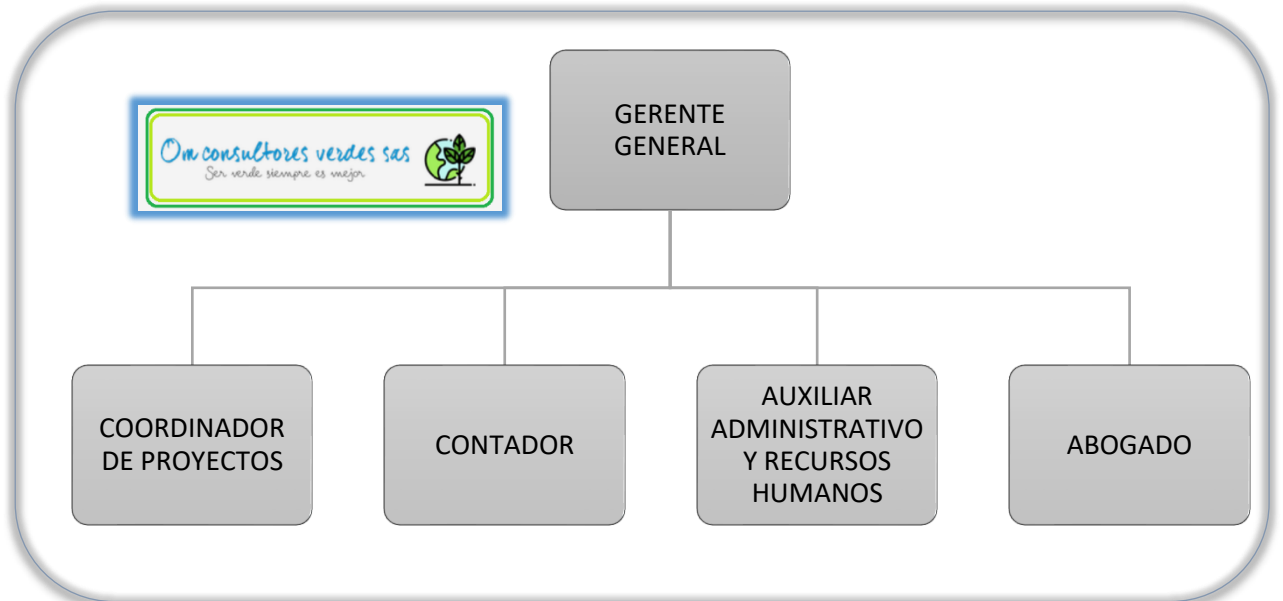 GERENTE
GENERAL
Om consultores verdes sas
Ser verde siempre es mejor
COORDINADOR
DE PROYECTOS
CONTADOR
AUXILIAR
ADMINISTRATIVO
Y RECURSOS
HUMANOS
ABOGADO